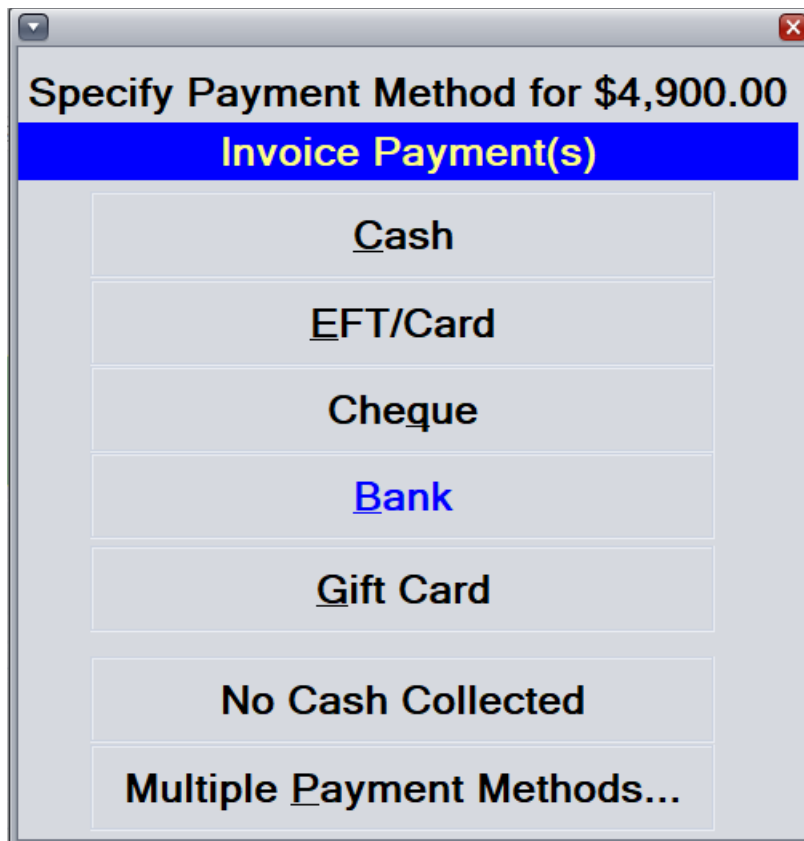 Specify Payment Method for $4,900.00
Invoice Payment(s)
Cash
EFT/Card
Cheque
Bank
Gift Card
No Cash Collected
Multiple Payment Methods...